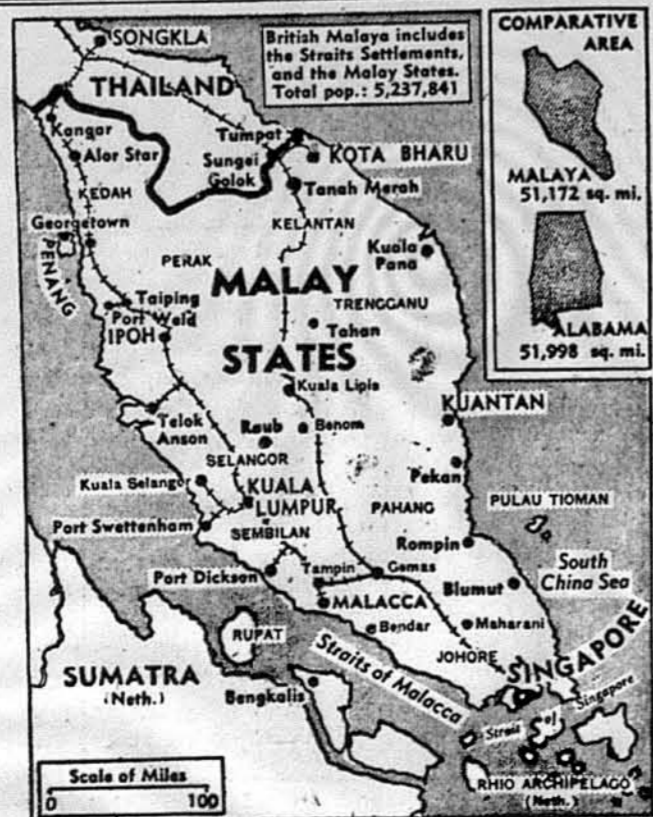 SONGKLA
THAILAND
British Malaya includes
the Straits Settlements,
and the Malay States.
Total pop.: 5,237,841
COMPARATIVE
AREA
MALAYA
51,172 sq. mi.
ALABAMA
51,998 sq. mi.
Kangar
Alor Star
KEDAH
Tumpat
Sungei
Golok
KOTA BHARU
Tanah Merah
KELANTAN
Georgetown
PENANG
PERAK
Kuala
Pana
MALAY
STATES
TRENGGANU
Taiping
Port Weld
IPOH
Tahan
Kuala Lipis
KUANTAN
Telok
Anson
Raub
Benom
SELANGOR
Pekan
Kuala Selangor
KUALA
LUMPUR
PAHANG
PULAU TIOMAN
Port Swettenham
SEMBILAN
Rompin
South
China Sea
Port Dickson
Tampin
Gemas
Blumut
MALACCA
Bendar
Maharani
RUPAT
Straits of Malacca
JOHORE
SINGAPORE
SUMATRA
(Neth.)
Bengkalis
Singapore
Strait
RHIO ARCHIPELAGO
(Neth.)
Scale of Miles
0 100